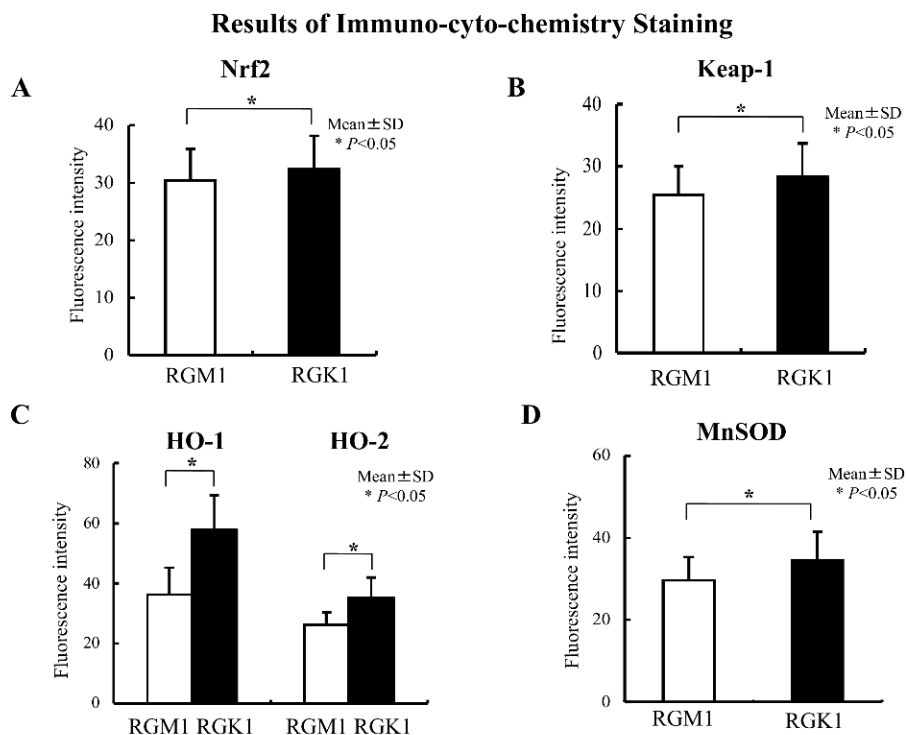 Results of Immuno-cyto-chemistry Staining
A
Nrf2
*
Mean±SD
* P<0.05
Fluorescence intensity
40
30
20
10
0
RGM1 RGK1
B
Keap-1
*
Mean±SD
* P<0.05
Fluorescence intensity
40
30
20
10
0
RGM1 RGK1
C
HO-1 HO-2
*
*
Mean±SD
* P<0.05
Fluorescence intensity
80
60
40
20
0
RGM1 RGK1 RGM1 RGK1
D
MnSOD
*
Mean±SD
* P<0.05
Fluorescence intensity
60
40
20
0
RGM1 RGK1